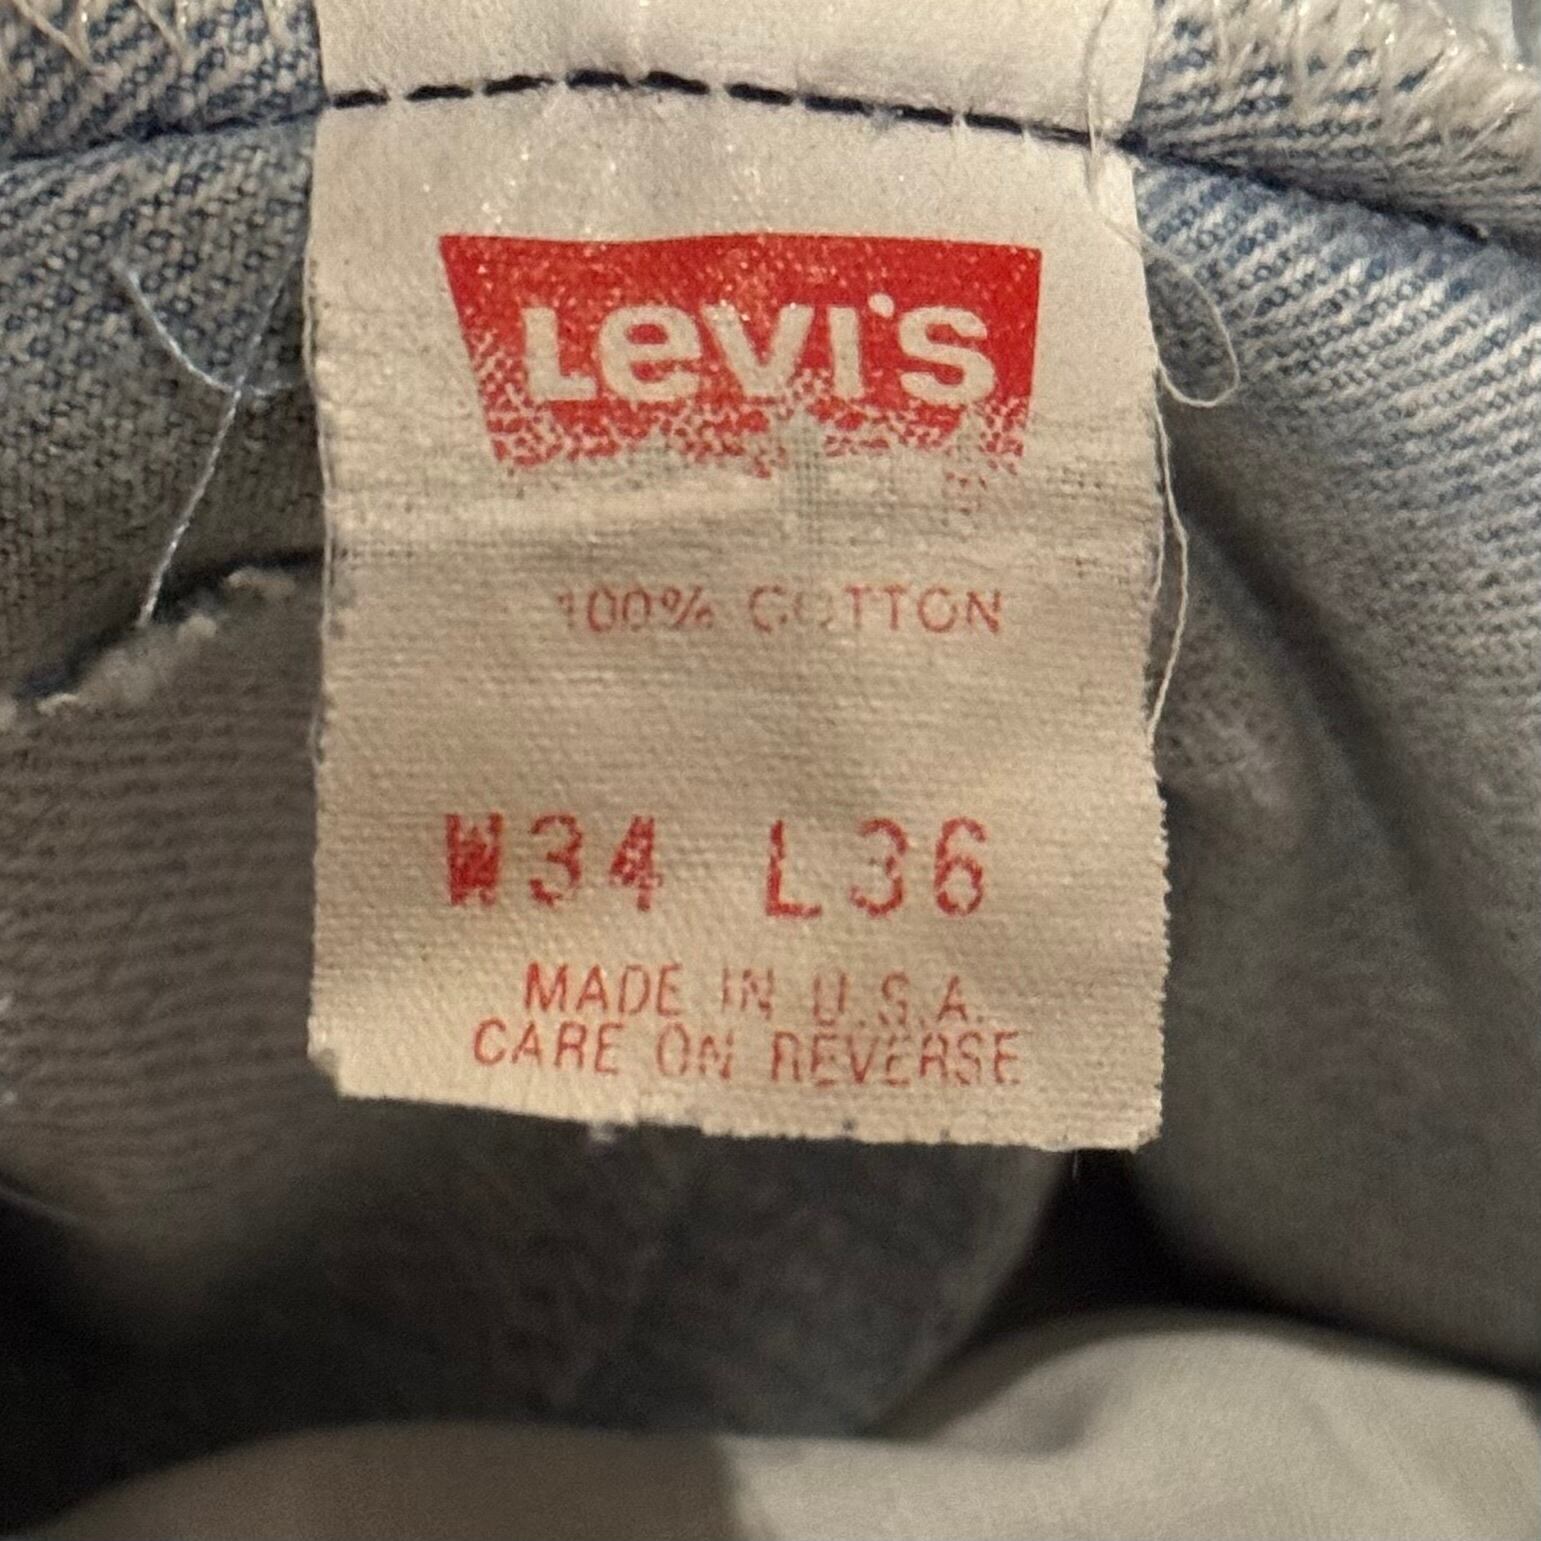 Levi's
100% COTTON
W34 L36
MADE IN U.S.A.
CARE ON REVERSE